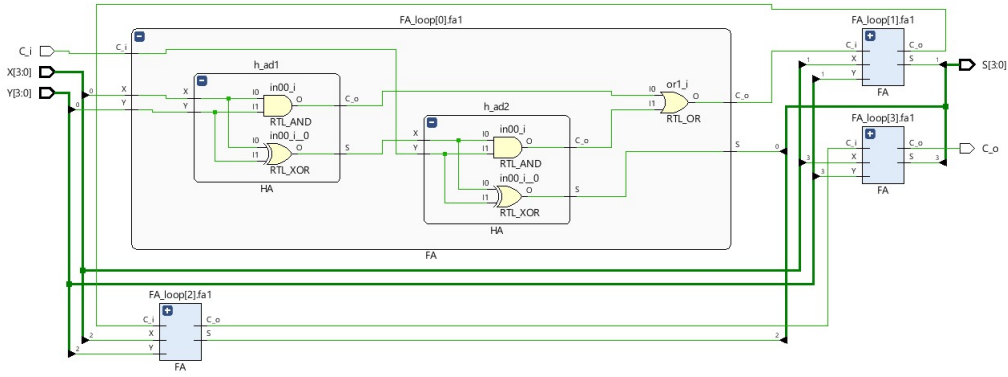 FA_loop[0].fa1
FA_loop[1].fa1
C_i
C_i
C_i
C_o
X[3:0]
X
S
S[3:0]
Y[3:0]
Y
FA
h_ad1
or1_i
0
X
X
in00_i
I0
O
C_o
0
Y
Y
I0
I1
RTL_AND
I1
O
C_o
RTL_OR
in00_i__0
I0
O
S
I1
RTL_XOR
HA
h_ad2
X
in00_i
I0
O
C_o
Y
I1
RTL_AND
in00_i__0
I0
O
S
I1
RTL_XOR
HA
S
0
FA
1
1
1
FA_loop[3].fa1
C_i
C_o
C_o
3
X
S
3
3
Y
FA
FA_loop[2].fa1
C_i
C_o
2
X
S
2
2
Y
FA